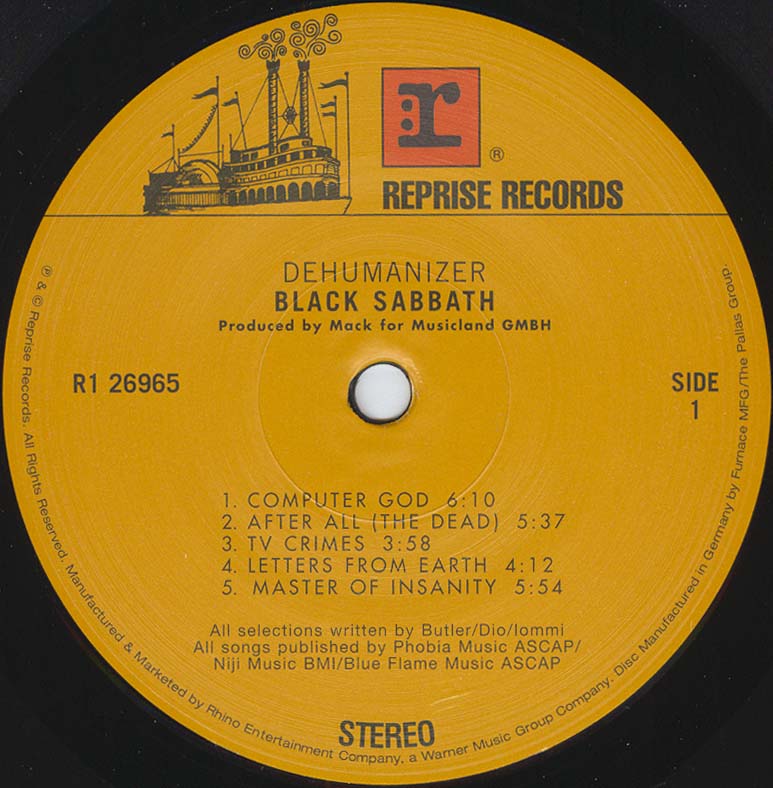 r
®
REPRISE RECORDS
DEHUMANIZER
BLACK SABBATH
Produced by Mack for Musicland GMBH
R1 26965
SIDE
1
1. COMPUTER GOD 6:10
2. AFTER ALL (THE DEAD) 5:37
3. TV CRIMES 3:58
4. LETTERS FROM EARTH 4:12
5. MASTER OF INSANITY 5:54
All selections written by Butler/Dio/Iommi
All songs published by Phobia Music ASCAP/
Niji Music BMI/Blue Flame Music ASCAP
STEREO
℗ & © Reprise Records. All Rights Reserved. Manufactured & Marketed by Rhino Entertainment Company, a Warner Music Group Company. Disc Manufactured in Germany by Furnace MFG/The Pallas Group.